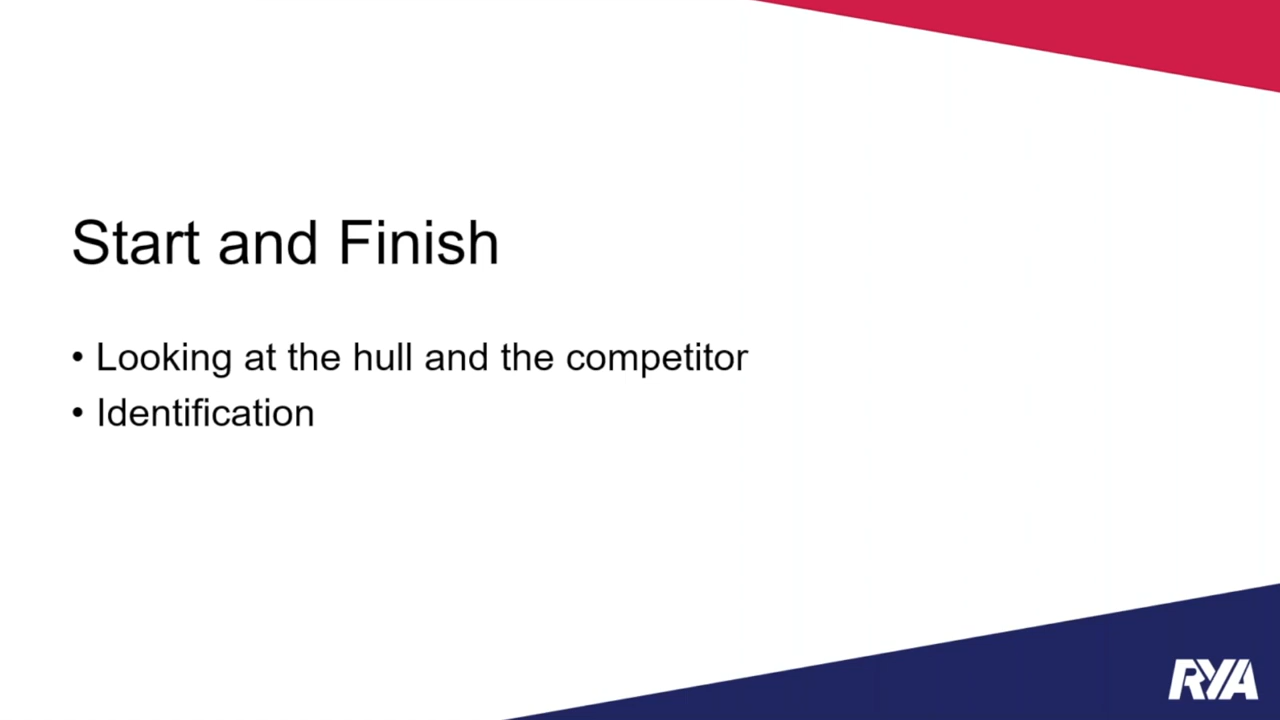 Start and Finish
• Looking at the hull and the competitor
• Identification
RYA